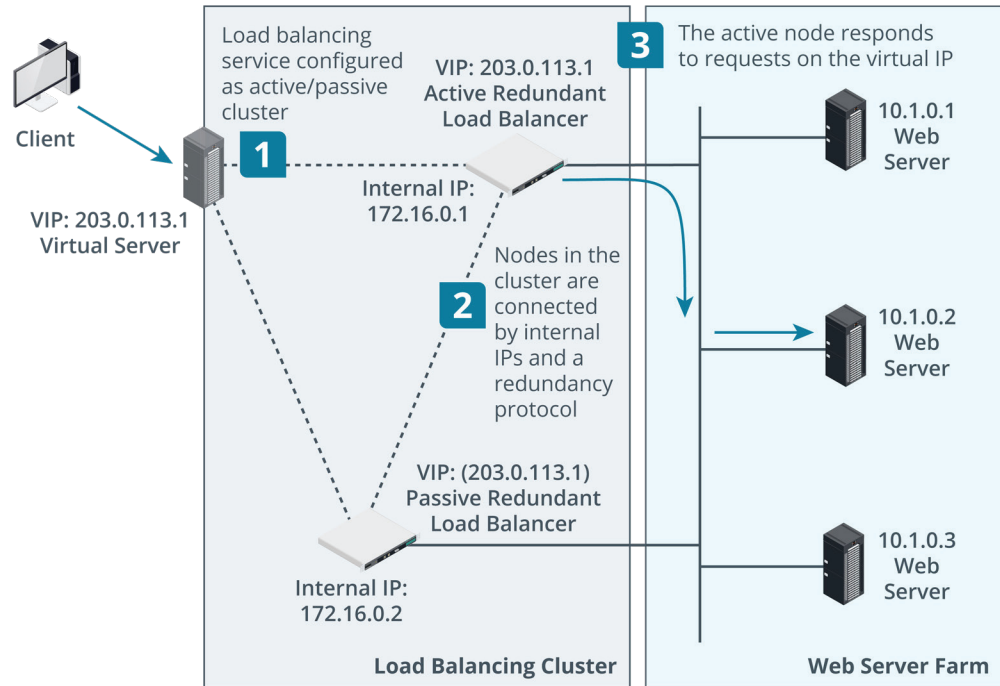 Load balancing
service configured
as active/passive
cluster
1
Client
VIP: 203.0.113.1
Virtual Server
VIP: 203.0.113.1
Active Redundant
Load Balancer
Internal IP:
172.16.0.1
2
Nodes in the
cluster are
connected
by internal
IPs and a
redundancy
protocol
VIP: (203.0.113.1)
Passive Redundant
Load Balancer
Internal IP:
172.16.0.2
Load Balancing Cluster
3
The active node responds
to requests on the virtual IP
10.1.0.1
Web
Server
10.1.0.2
Web
Server
10.1.0.3
Web
Server
Web Server Farm